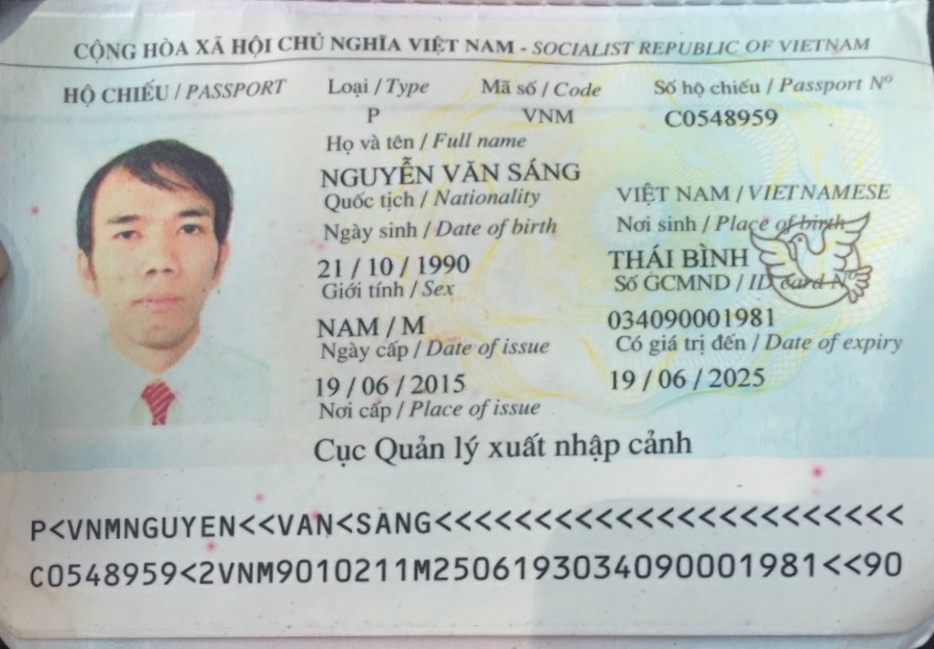 CỘNG HÒA XÃ HỘI CHỦ NGHĨA VIỆT NAM - SOCIALIST REPUBLIC OF VIETNAM
HỘ CHIẾU / PASSPORT
Loại / Type Mã số / Code Số hộ chiếu / Passport Nº
P VNM C0548959
Họ và tên / Full name
NGUYỄN VĂN SÁNG
Quốc tịch / Nationality VIỆT NAM / VIETNAMESE
Ngày sinh / Date of birth Nơi sinh / Place of birth
21 / 10 / 1990 THÁI BÌNH
Giới tính / Sex Số GCMND / ID card Nº
NAM / M 034090001981
Ngày cấp / Date of issue Có giá trị đến / Date of expiry
19 / 06 / 2015 19 / 06 / 2025
Nơi cấp / Place of issue
Cục Quản lý xuất nhập cảnh
P<VNMNGUYEN<<VAN<SANG<<<<<<<<<<<<<<<<<<<<<<<
C0548959<2VNM9010211M2506193034090001981<<90